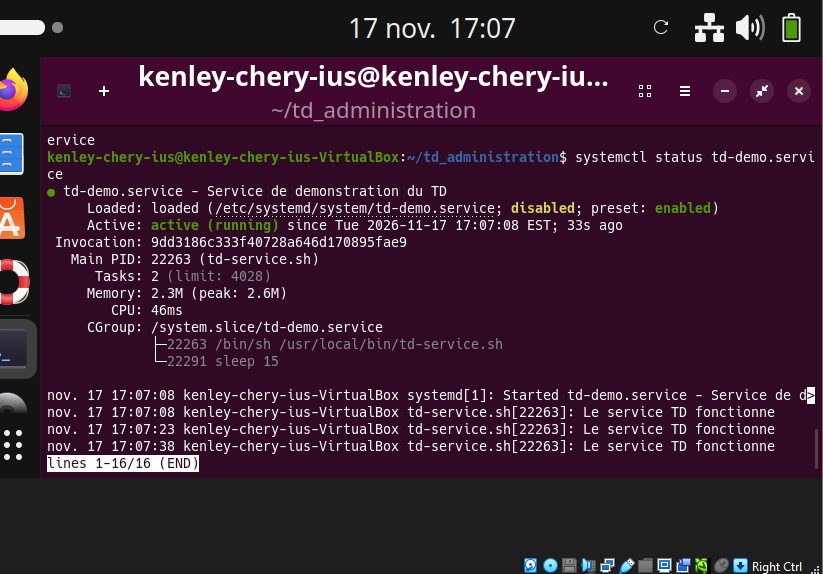 17 nov. 17:07
kenley-chery-ius@kenley-chery-iu...
~/td_administration
ervice
kenley-chery-ius@kenley-chery-ius-VirtualBox:~/td_administration$ systemctl status td-demo.servi
ce
● td-demo.service - Service de demonstration du TD
Loaded: loaded (/etc/systemd/system/td-demo.service; disabled; preset: enabled)
Active: active (running) since Tue 2026-11-17 17:07:08 EST; 33s ago
Invocation: 9dd3186c333f40728a646d170895fae9
Main PID: 22263 (td-service.sh)
Tasks: 2 (limit: 4028)
Memory: 2.3M (peak: 2.6M)
CPU: 46ms
CGroup: /system.slice/td-demo.service
├─22263 /bin/sh /usr/local/bin/td-service.sh
└─22291 sleep 15
nov. 17 17:07:08 kenley-chery-ius-VirtualBox systemd[1]: Started td-demo.service - Service de d>
nov. 17 17:07:08 kenley-chery-ius-VirtualBox td-service.sh[22263]: Le service TD fonctionne
nov. 17 17:07:23 kenley-chery-ius-VirtualBox td-service.sh[22263]: Le service TD fonctionne
nov. 17 17:07:38 kenley-chery-ius-VirtualBox td-service.sh[22263]: Le service TD fonctionne
lines 1-16/16 (END)
Right Ctrl